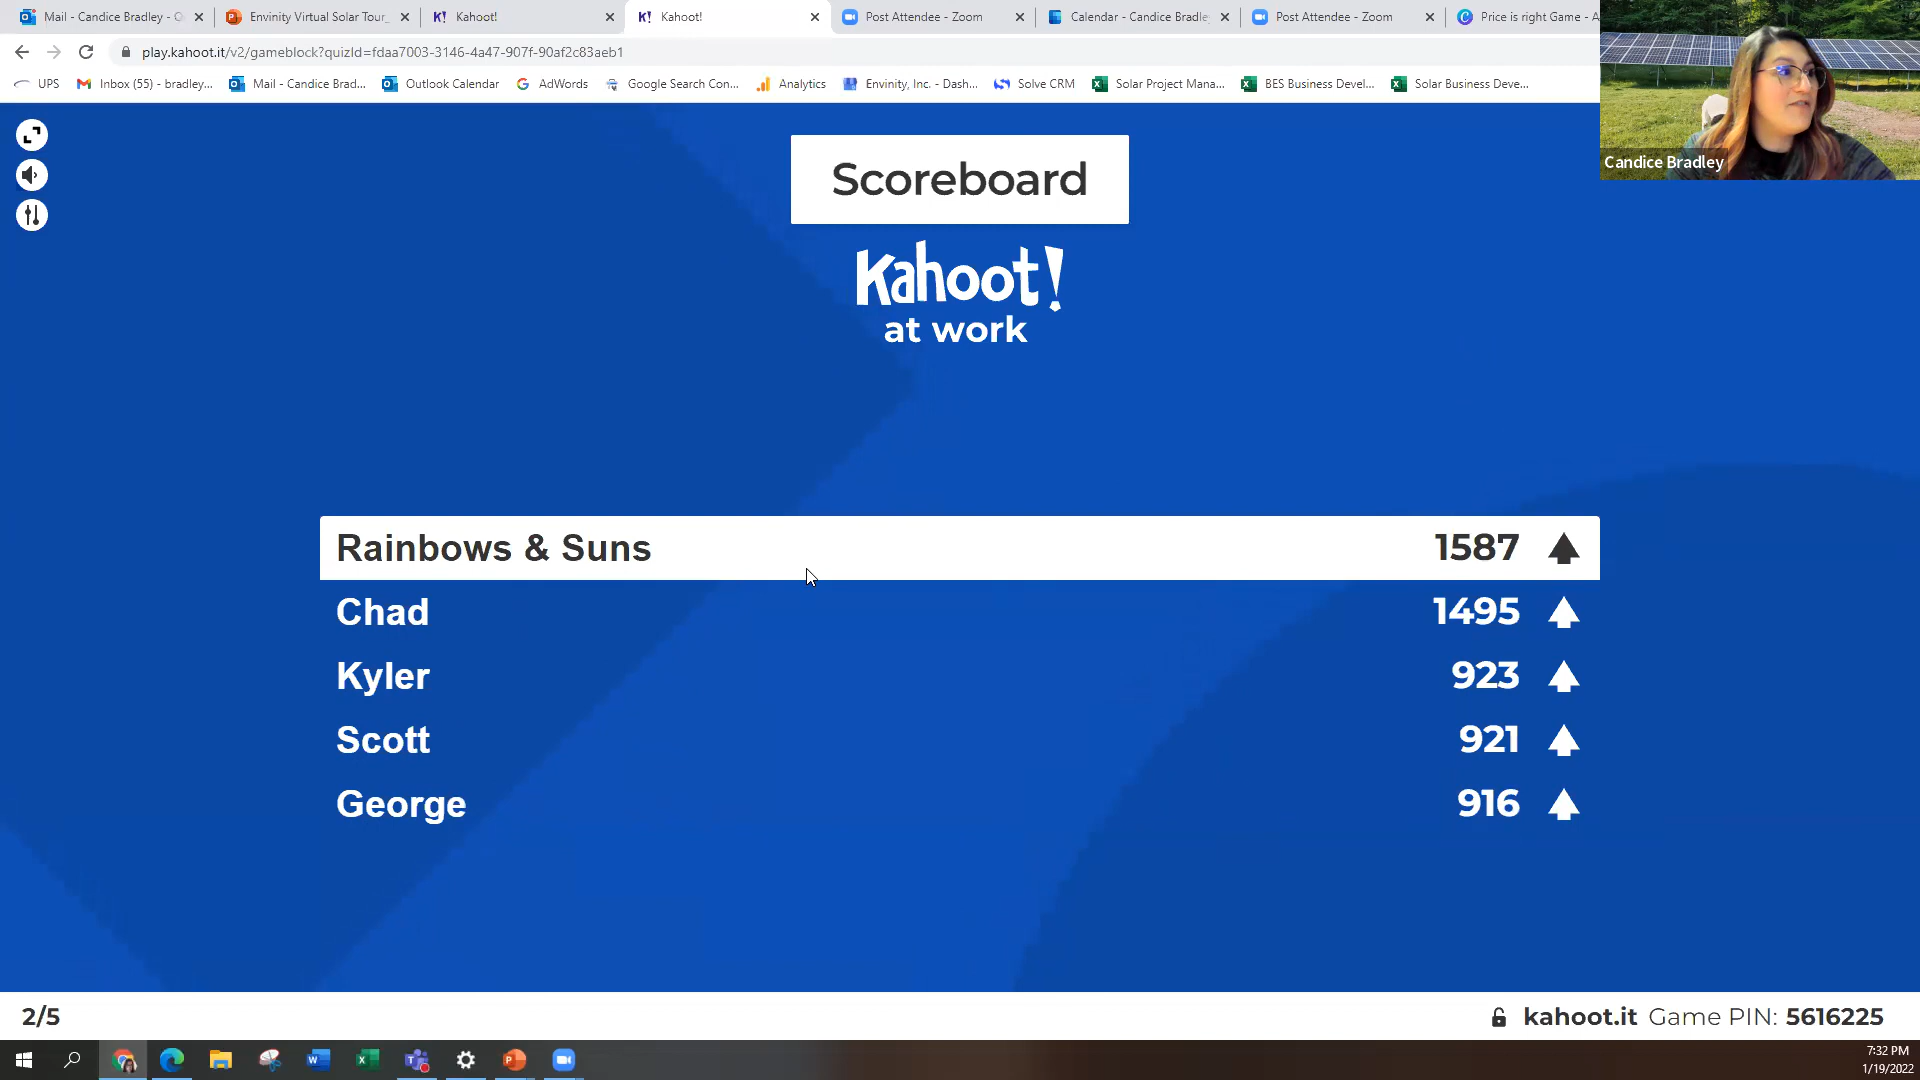 Mail - Candice Bradley - O
Envinity Virtual Solar Tour_
Kahoot!
Kahoot!
Post Attendee - Zoom
Calendar - Candice Bradle
Post Attendee - Zoom
Price is right Game - A
play.kahoot.it/v2/gameblock?quizId=fdaa7003-3146-4a47-907f-90af2c83aeb1
UPS
Inbox (55) - bradley...
Mail - Candice Brad...
Outlook Calendar
AdWords
Google Search Con...
Analytics
Envinity, Inc. - Dash...
Solve CRM
Solar Project Mana...
BES Business Devel...
Solar Business Deve...
Candice Bradley
Scoreboard
Kahoot!
at work
Rainbows & Suns 1587
Chad 1495
Kyler 923
Scott 921
George 916
2/5
kahoot.it Game PIN: 5616225
7:32 PM
1/19/2022